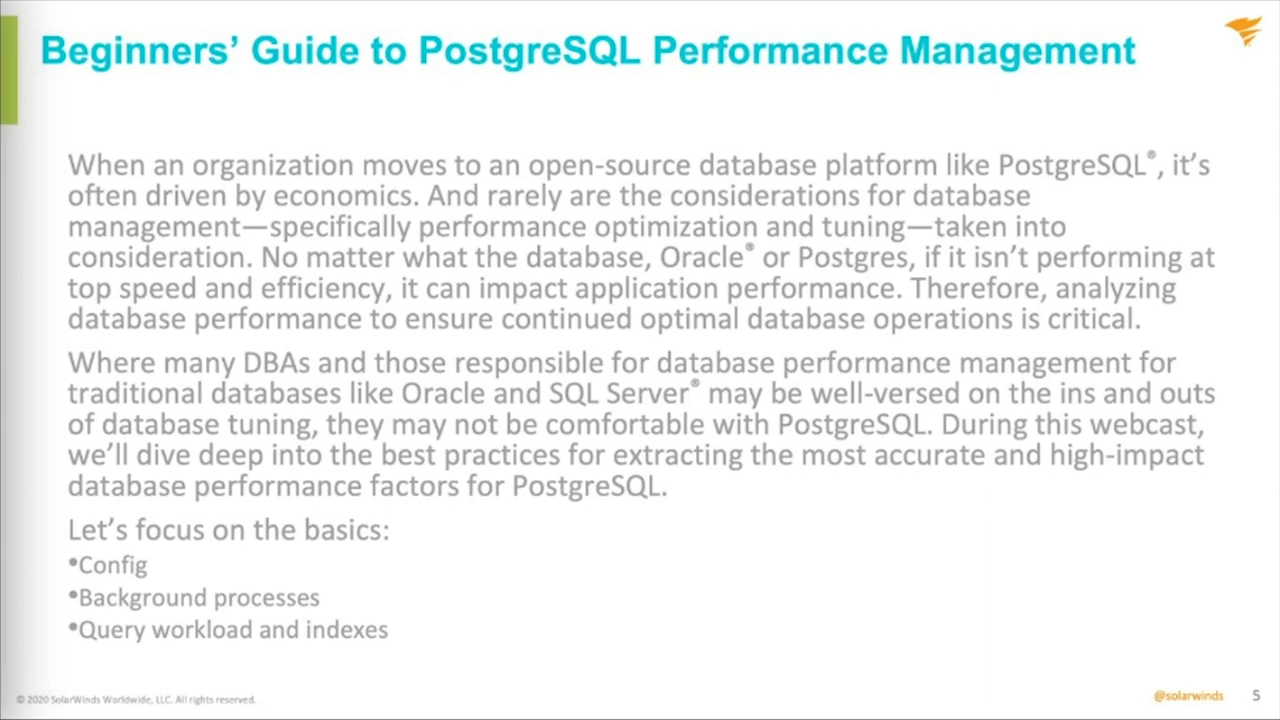 Beginners’ Guide to PostgreSQL Performance Management
When an organization moves to an open-source database platform like PostgreSQL®, it’s
often driven by economics. And rarely are the considerations for database
management—specifically performance optimization and tuning—taken into
consideration. No matter what the database, Oracle® or Postgres, if it isn’t performing at
top speed and efficiency, it can impact application performance. Therefore, analyzing
database performance to ensure continued optimal database operations is critical.
Where many DBAs and those responsible for database performance management for
traditional databases like Oracle and SQL Server® may be well-versed on the ins and outs
of database tuning, they may not be comfortable with PostgreSQL. During this webcast,
we’ll dive deep into the best practices for extracting the most accurate and high-impact
database performance factors for PostgreSQL.
Let’s focus on the basics:
•Config
•Background processes
•Query workload and indexes
© 2020 SolarWinds Worldwide, LLC. All rights reserved.
@solarwinds
5